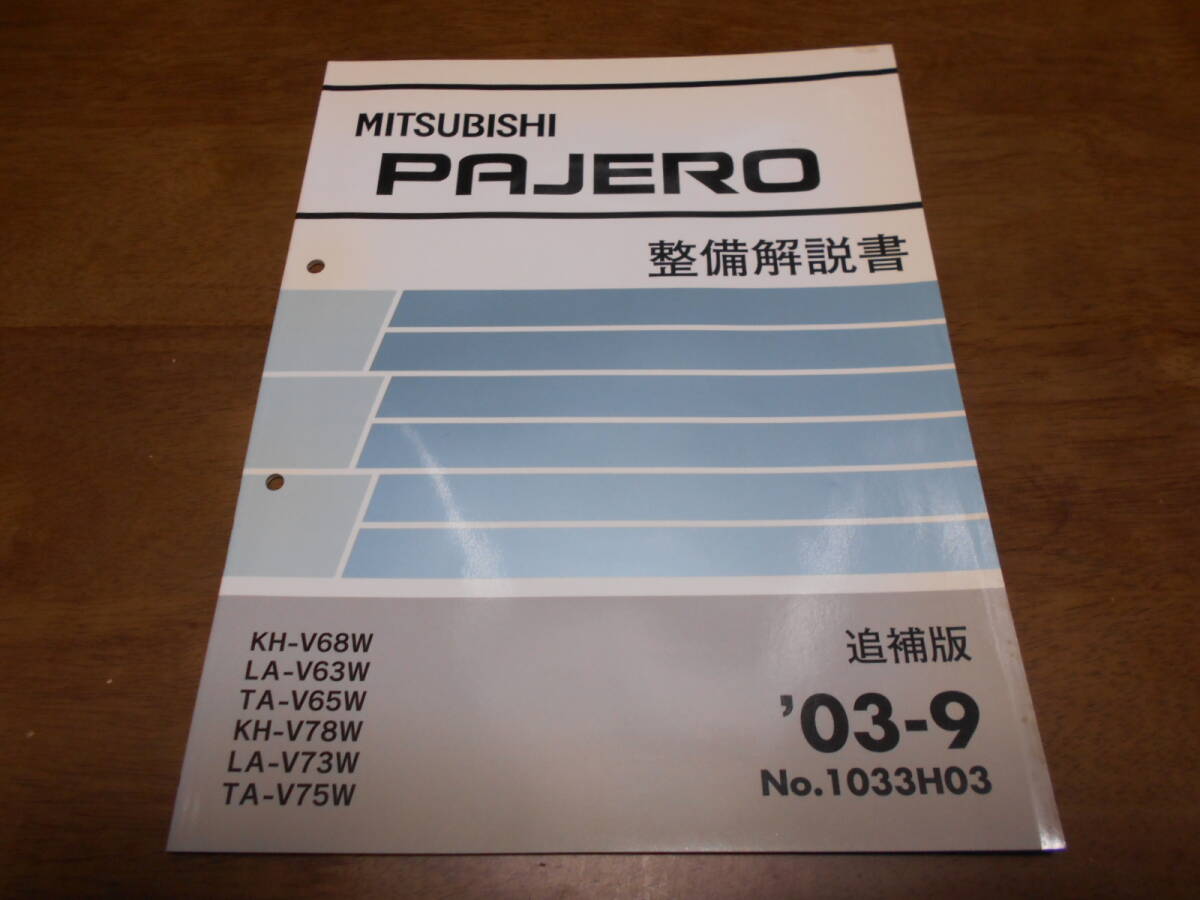 MITSUBISHI
PAJERO
整備解説書
KH-V68W
LA-V63W
TA-V65W
KH-V78W
LA-V73W
TA-V75W
追補版
'03-9
No.1033H03